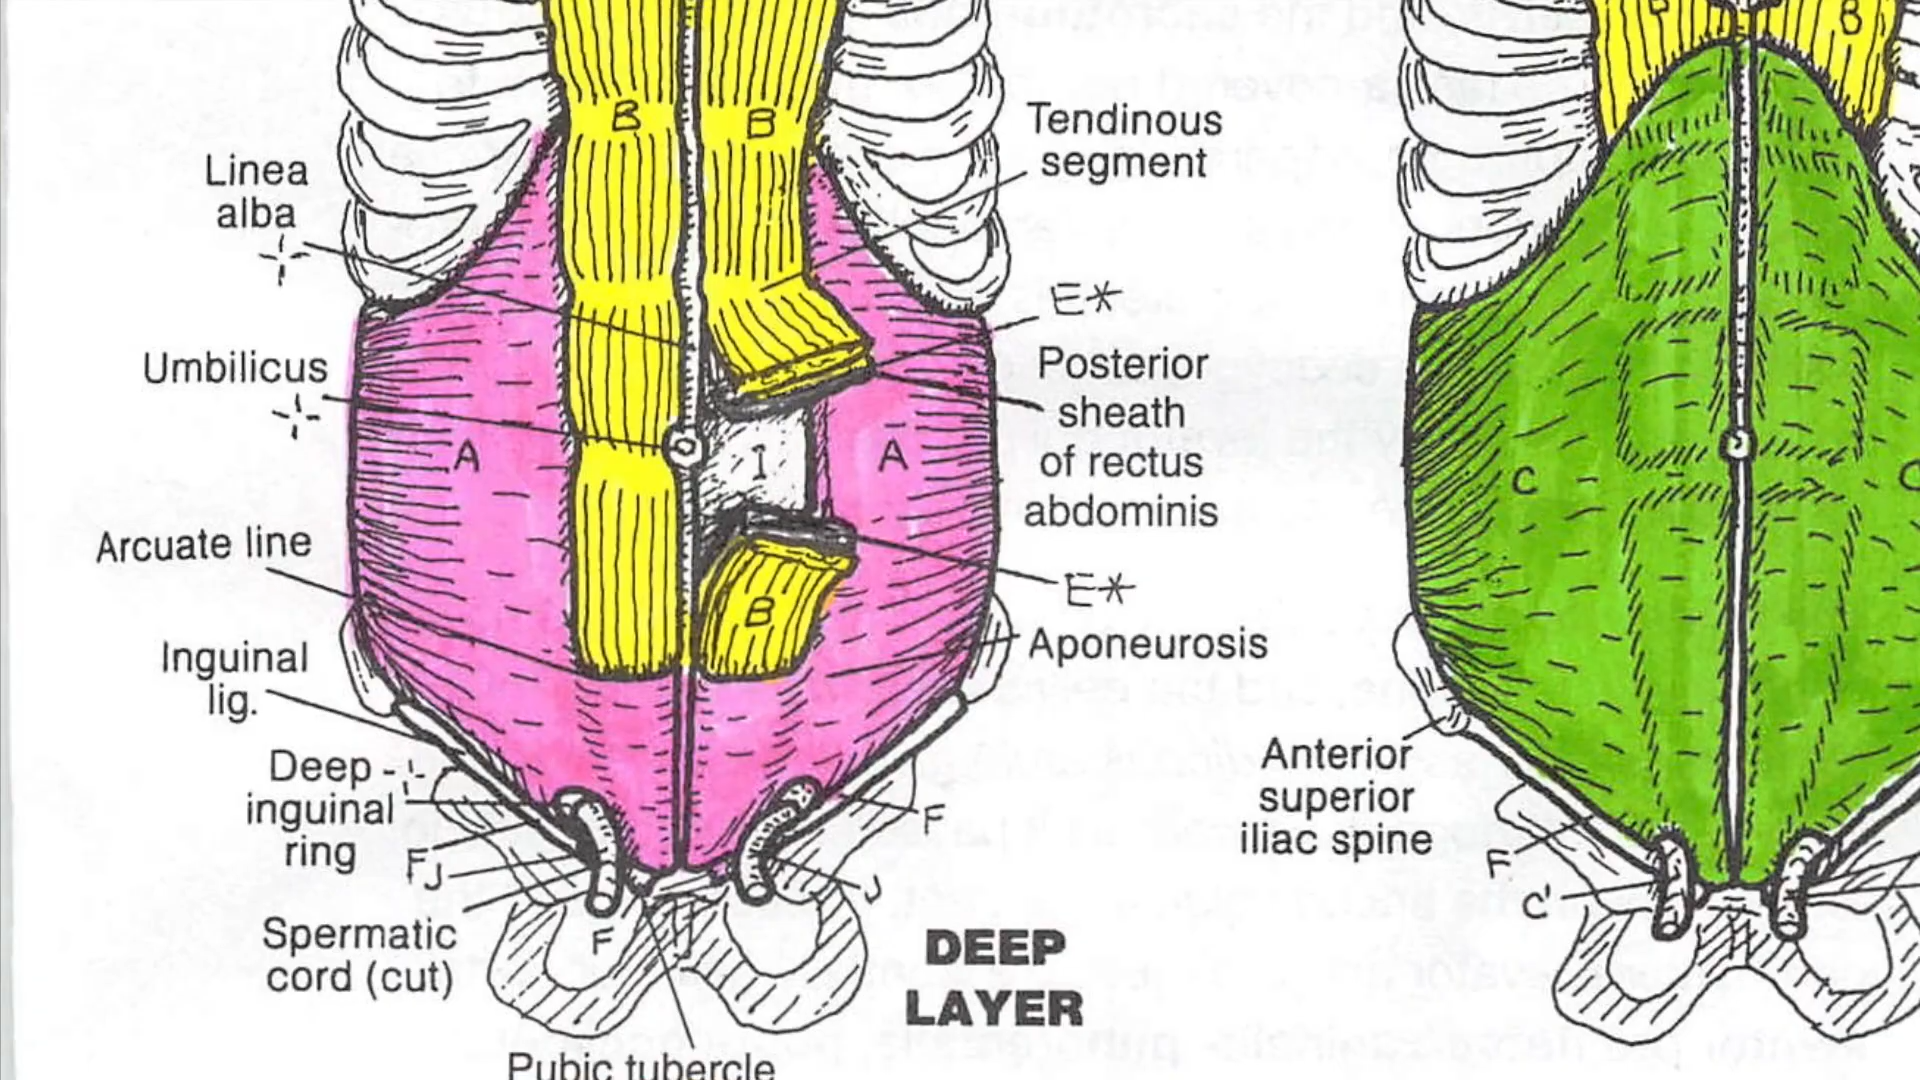 B
B
B
Linea
alba
Tendinous
segment
E*
Umbilicus
Posterior
sheath
of rectus
abdominis
A
I
A
C
Arcuate line
E*
B
Aponeurosis
Inguinal
lig.
Deep
inguinal
ring
F
FJ
J
Anterior
superior
iliac spine
F
C'
Spermatic
cord (cut)
F
DEEP
LAYER
Pubic tubercle